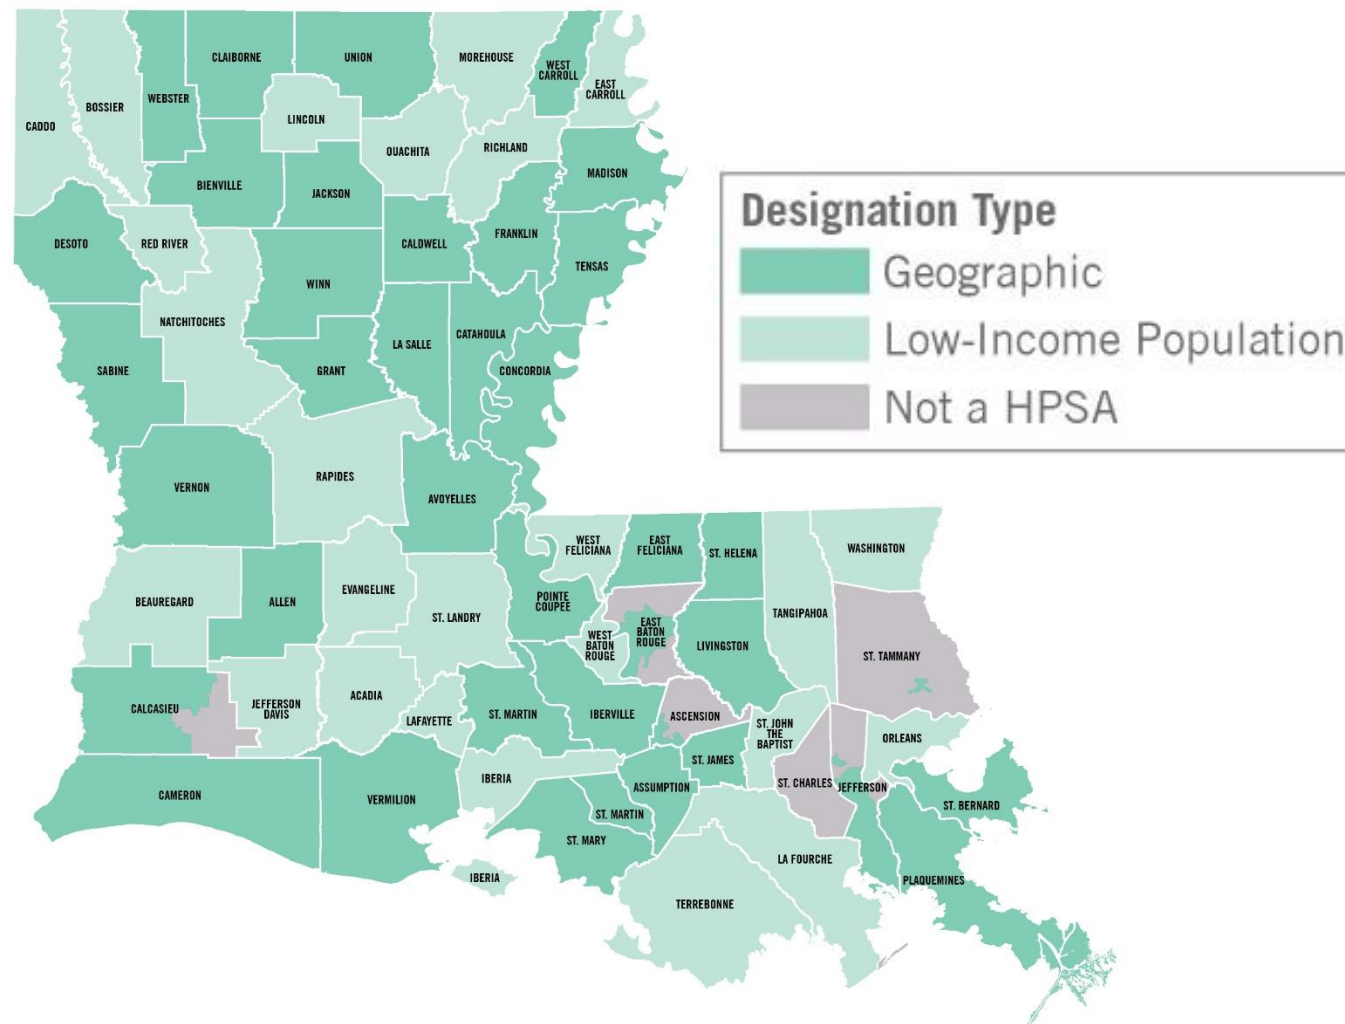 CLAIBORNE
UNION
MOREHOUSE
WEST
CARROLL
EAST
CARROLL
WEBSTER
BOSSIER
CADDO
LINCOLN
OUACHITA
RICHLAND
MADISON
BIENVILLE
JACKSON
DESOTO
RED RIVER
CALDWELL
FRANKLIN
TENSAS
WINN
NATCHITOCHES
LA SALLE
CATAHOULA
CONCORDIA
SABINE
GRANT
RAPIDES
VERNON
AVOYELLES
Designation Type
Geographic
Low-Income Population
Not a HPSA
WEST
FELICIANA
EAST
FELICIANA
ST. HELENA
WASHINGTON
BEAUREGARD
ALLEN
EVANGELINE
ST. LANDRY
POINTE
COUPEE
TANGIPAHOA
WEST
BATON
ROUGE
EAST
BATON
ROUGE
LIVINGSTON
ST. TAMMANY
CALCASIEU
JEFFERSON
DAVIS
ACADIA
LAFAYETTE
ST. MARTIN
IBERVILLE
ASCENSION
ST. JOHN
THE
BAPTIST
ORLEANS
CAMERON
VERMILION
IBERIA
ASSUMPTION
ST. JAMES
ST. CHARLES
JEFFERSON
ST. BERNARD
ST. MARTIN
ST. MARY
IBERIA
LA FOURCHE
TERREBONNE
PLAQUEMINES